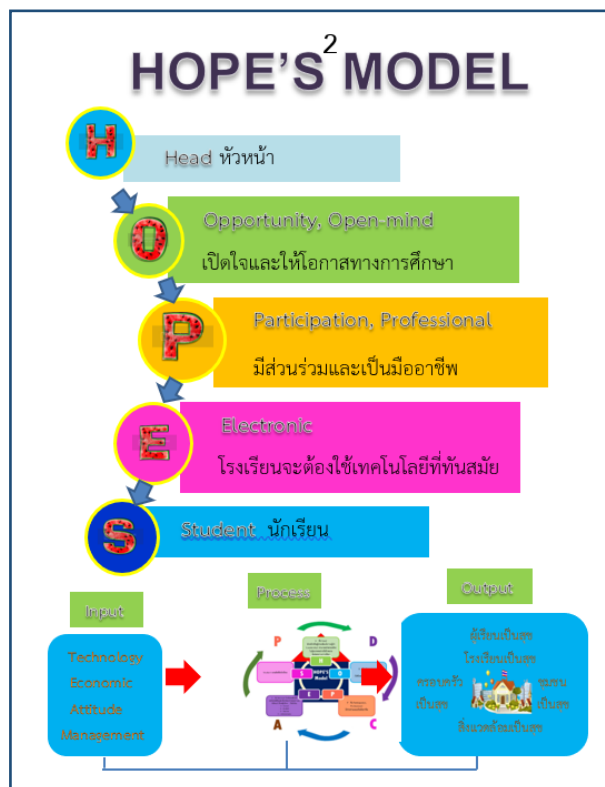 HOPE'S2 MODEL
H
Head หัวหน้า
O
Opportunity, Open-mind
เปิดใจและให้โอกาสทางการศึกษา
P
Participation, Professional
มีส่วนร่วมและเป็นมืออาชีพ
E
Electronic
โรงเรียนจะต้องใช้เทคโนโลยีที่ทันสมัย
S
Student นักเรียน
Input
Process
Output
Technology
Economic
Attitude
Management
P
D
C
A
H
O
P
E
S
HOPE'S
Model
ผู้เรียนเป็นสุข
โรงเรียนเป็นสุข
ครอบครัว
เป็นสุข
ชุมชน
เป็นสุข
สิ่งแวดล้อมเป็นสุข